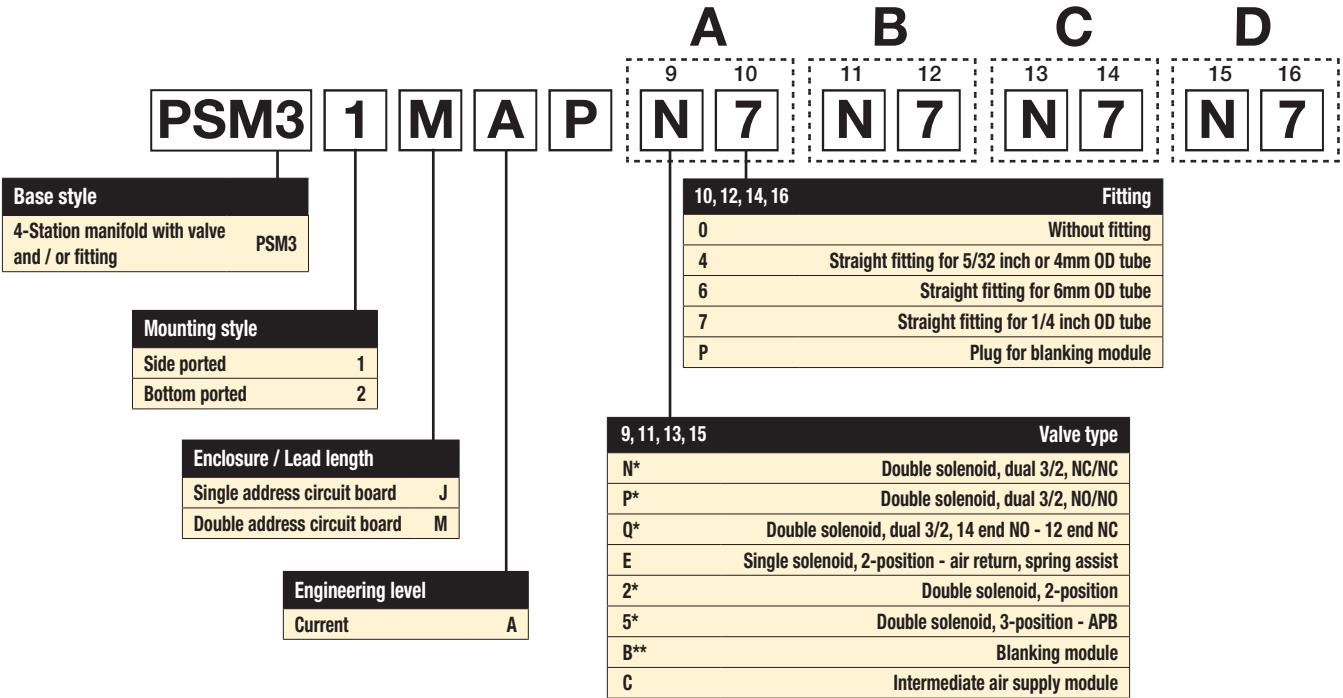 A B C D
9 10 11 12 13 14 15 16
PSM3 1 M A P N 7 N 7 N 7 N 7
Base style
4-Station manifold with valve
and / or fitting PSM3
Mounting style
Side ported 1
Bottom ported 2
Enclosure / Lead length
Single address circuit board J
Double address circuit board M
Engineering level
Current A
10, 12, 14, 16 Fitting
0 Without fitting
4 Straight fitting for 5/32 inch or 4mm OD tube
6 Straight fitting for 6mm OD tube
7 Straight fitting for 1/4 inch OD tube
P Plug for blanking module
9, 11, 13, 15 Valve type
N* Double solenoid, dual 3/2, NC/NC
P* Double solenoid, dual 3/2, NO/NO
Q* Double solenoid, dual 3/2, 14 end NO - 12 end NC
E Single solenoid, 2-position - air return, spring assist
2* Double solenoid, 2-position
5* Double solenoid, 3-position - APB
B** Blanking module
C Intermediate air supply module